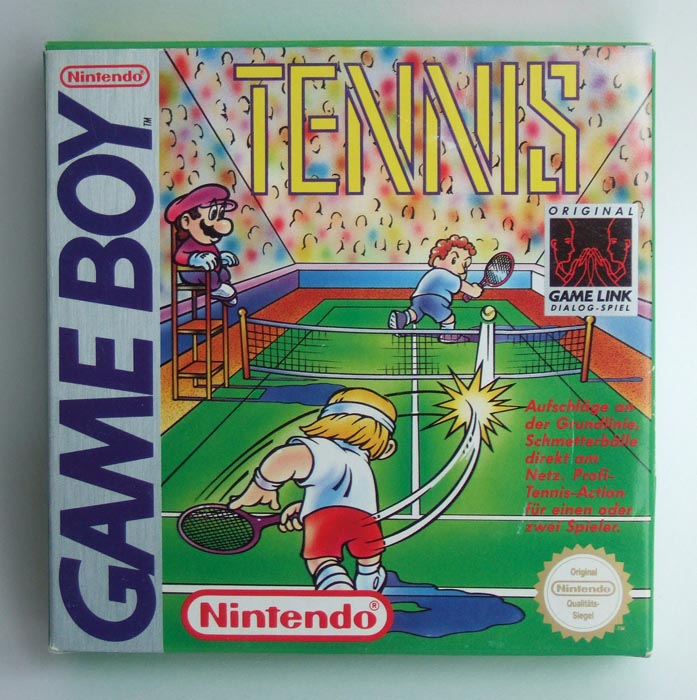 Nintendo®
GAME BOY™
TENNIS
ORIGINAL
GAME LINK
DIALOG-SPIEL
Aufschläge an
der Grundlinie,
Schmetterbälle
direkt am
Netz. Profi-
Tennis-Action
für einen oder
zwei Spieler.
Original
Nintendo
Qualitäts-
Siegel
TM
Nintendo®